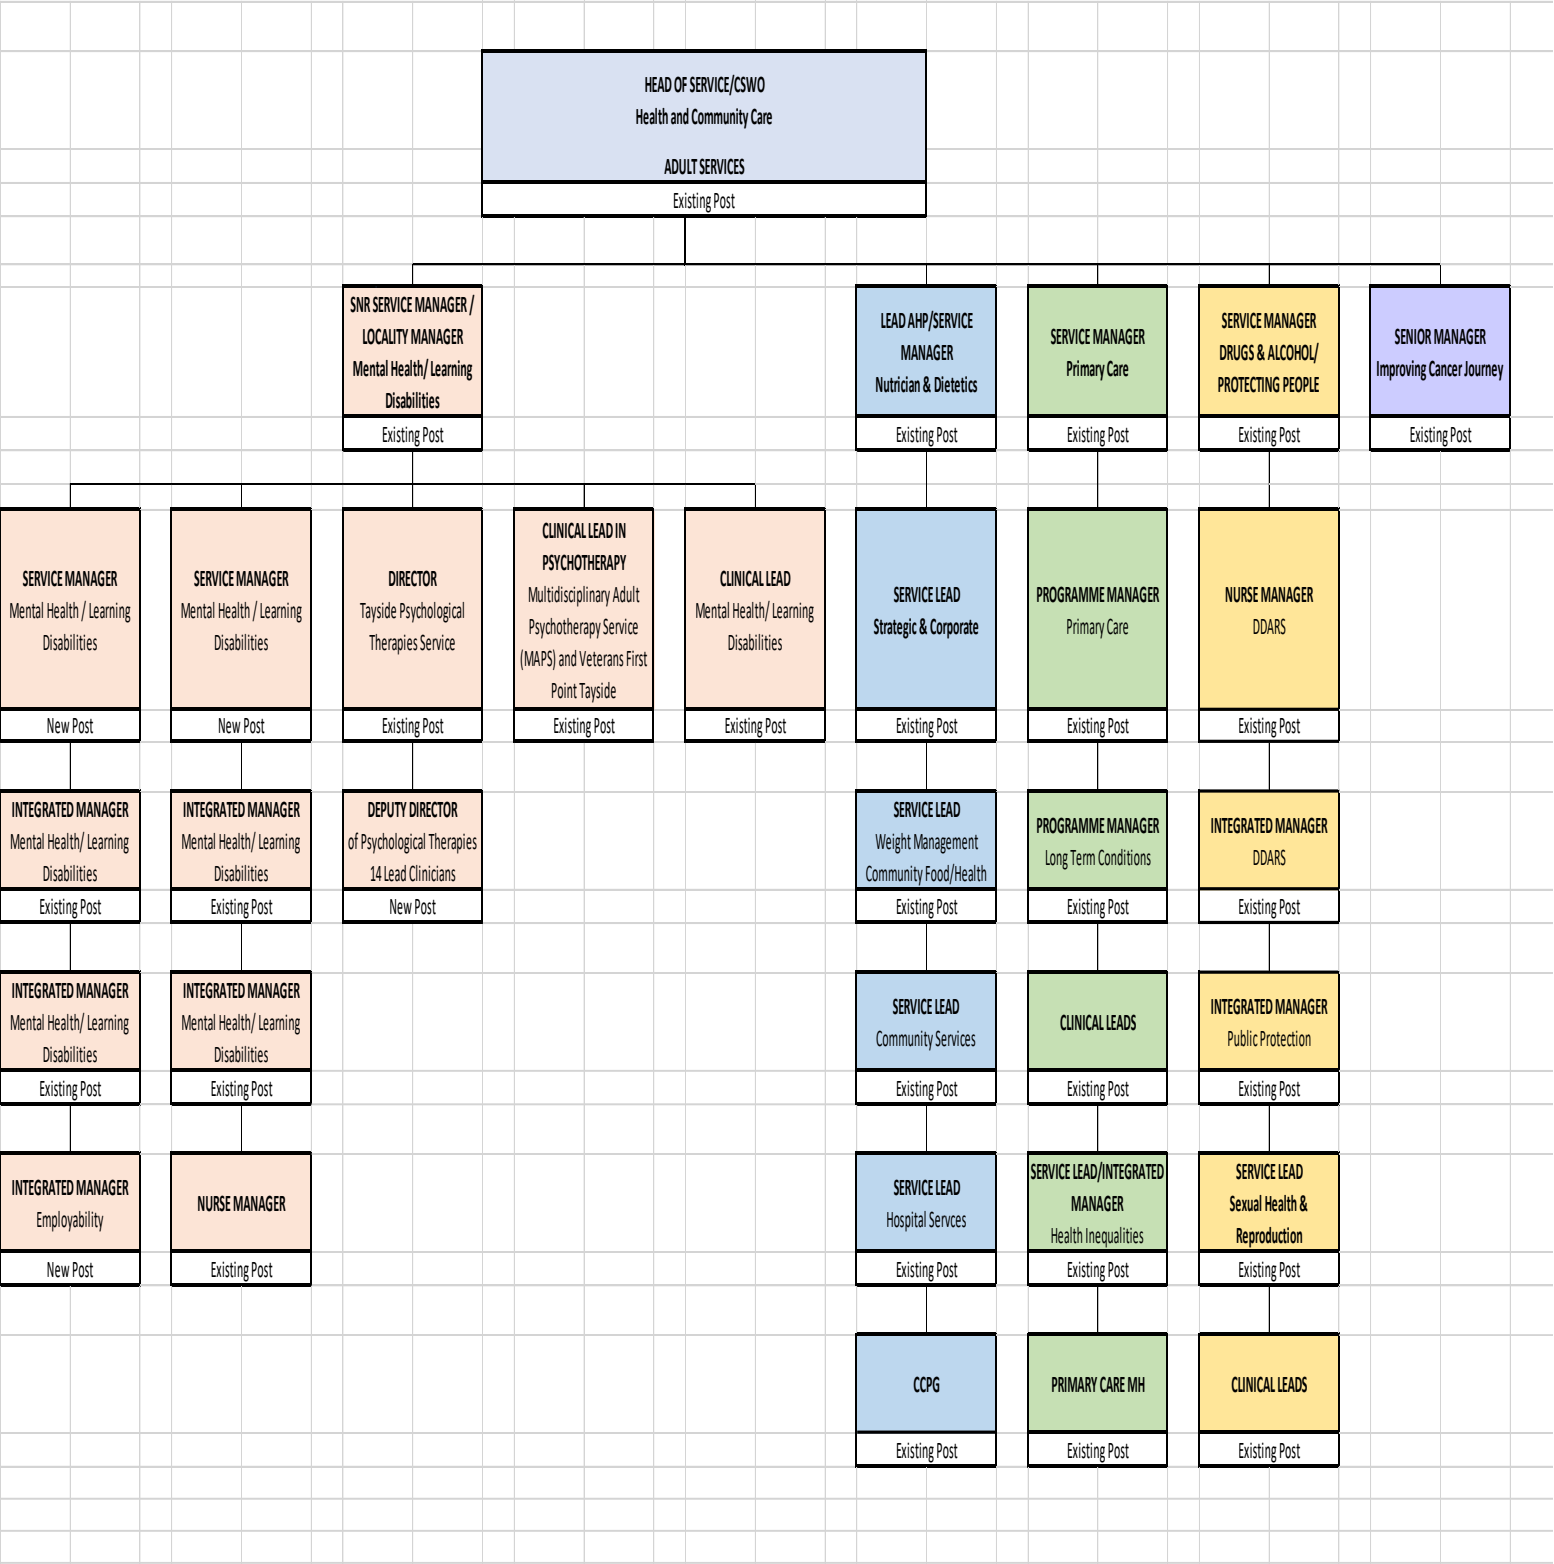 HEAD OF SERVICE/CSWO
Health and Community Care
ADULT SERVICES
Existing Post
SNR SERVICE MANAGER /
LOCALITY MANAGER
Mental Health/ Learning
Disabilities
Existing Post
LEAD AHP/SERVICE
MANAGER
Nutrician & Dietetics
Existing Post
SERVICE MANAGER
Primary Care
Existing Post
SERVICE MANAGER
DRUGS & ALCOHOL/
PROTECTING PEOPLE
Existing Post
SENIOR MANAGER
Improving Cancer Journey
Existing Post
SERVICE MANAGER
Mental Health / Learning
Disabilities
New Post
SERVICE MANAGER
Mental Health / Learning
Disabilities
New Post
DIRECTOR
Tayside Psychological
Therapies Service
Existing Post
CLINICAL LEAD IN
PSYCHOTHERAPY
Multidisciplinary Adult
Psychotherapy Service
(MAPS) and Veterans First
Point Tayside
Existing Post
CLINICAL LEAD
Mental Health/ Learning
Disabilities
Existing Post
SERVICE LEAD
Strategic & Corporate
Existing Post
PROGRAMME MANAGER
Primary Care
Existing Post
NURSE MANAGER
DDARS
Existing Post
INTEGRATED MANAGER
Mental Health/ Learning
Disabilities
Existing Post
INTEGRATED MANAGER
Mental Health/ Learning
Disabilities
Existing Post
DEPUTY DIRECTOR
of Psychological Therapies
14 Lead Clinicians
New Post
SERVICE LEAD
Weight Management
Community Food/Health
Existing Post
PROGRAMME MANAGER
Long Term Conditions
Existing Post
INTEGRATED MANAGER
DDARS
Existing Post
INTEGRATED MANAGER
Mental Health/ Learning
Disabilities
Existing Post
INTEGRATED MANAGER
Mental Health/ Learning
Disabilities
Existing Post
SERVICE LEAD
Community Services
Existing Post
CLINICAL LEADS
Existing Post
INTEGRATED MANAGER
Public Protection
Existing Post
INTEGRATED MANAGER
Employability
New Post
NURSE MANAGER
Existing Post
SERVICE LEAD
Hospital Servces
Existing Post
SERVICE LEAD/INTEGRATED
MANAGER
Health Inequalities
Existing Post
SERVICE LEAD
Sexual Health &
Reproduction
Existing Post
CCPG
Existing Post
PRIMARY CARE MH
Existing Post
CLINICAL LEADS
Existing Post